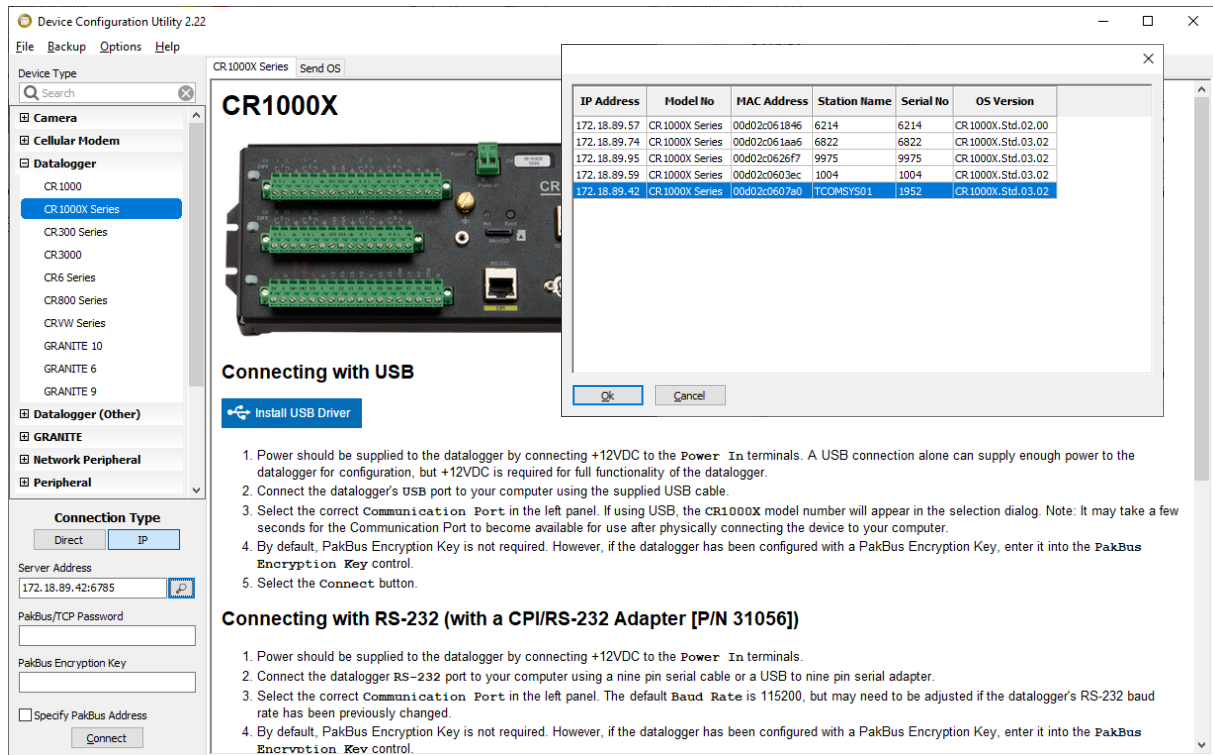 Device Configuration Utility 2.22
File Backup Options Help
Device Type
Search
Camera
Cellular Modem
Datalogger
CR1000
CR1000X Series
CR300 Series
CR3000
CR6 Series
CR800 Series
CRVW Series
GRANITE 10
GRANITE 6
GRANITE 9
Datalogger (Other)
GRANITE
Network Peripheral
Peripheral
Connection Type
Direct IP
Server Address
172.18.89.42:6785
PakBus/TCP Password
PakBus Encryption Key
Specify PakBus Address
Connect
CR1000X Series Send OS
CR1000X
CR
Connecting with USB
Install USB Driver
1. Power should be supplied to the datalogger by connecting +12VDC to the Power In terminals. A USB connection alone can supply enough power to the
datalogger for configuration, but +12VDC is required for full functionality of the datalogger.
2. Connect the datalogger's USB port to your computer using the supplied USB cable.
3. Select the correct Communication Port in the left panel. If using USB, the CR1000X model number will appear in the selection dialog. Note: It may take a few
seconds for the Communication Port to become available for use after physically connecting the device to your computer.
4. By default, PakBus Encryption Key is not required. However, if the datalogger has been configured with a PakBus Encryption Key, enter it into the PakBus
Encryption Key control.
5. Select the Connect button.
Connecting with RS-232 (with a CPI/RS-232 Adapter [P/N 31056])
1. Power should be supplied to the datalogger by connecting +12VDC to the Power In terminals.
2. Connect the datalogger RS-232 port to your computer using a nine pin serial cable or a USB to nine pin serial adapter.
3. Select the correct Communication Port in the left panel. The default Baud Rate is 115200, but may need to be adjusted if the datalogger's RS-232 baud
rate has been previously changed.
4. By default, PakBus Encryption Key is not required. However, if the datalogger has been configured with a PakBus Encryption Key, enter it into the PakBus
Encryption Key control.
IP Address Model No MAC Address Station Name Serial No OS Version
172.18.89.57 CR1000X Series 00d02c061846 6214 6214 CR1000X.Std.02.00
172.18.89.74 CR1000X Series 00d02c061aa6 6822 6822 CR1000X.Std.03.02
172.18.89.95 CR1000X Series 00d02c0626f7 9975 9975 CR1000X.Std.03.02
172.18.89.59 CR1000X Series 00d02c0603ec 1004 1004 CR1000X.Std.03.02
172.18.89.42 CR1000X Series 00d02c0607a0 TCOMSYS01 1952 CR1000X.Std.03.02
Ok Cancel